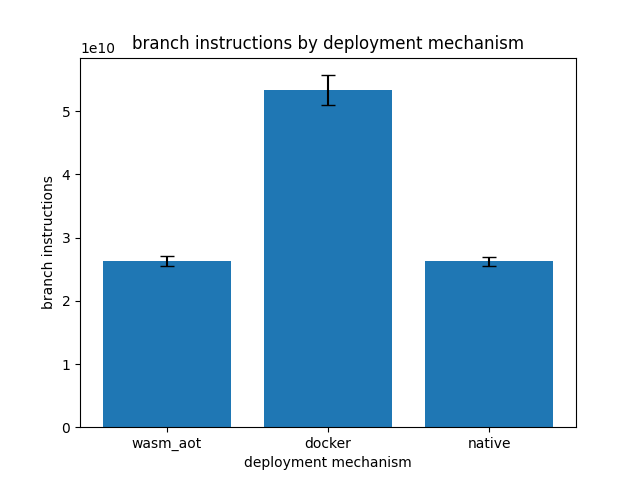 branch instructions by deployment mechanism
1e10
5
4
3
2
1
0
branch instructions
wasm_aot docker native
deployment mechanism